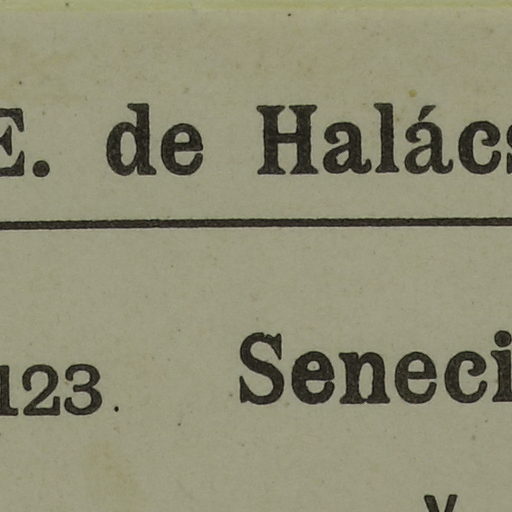 E. de Halács
123. Seneci